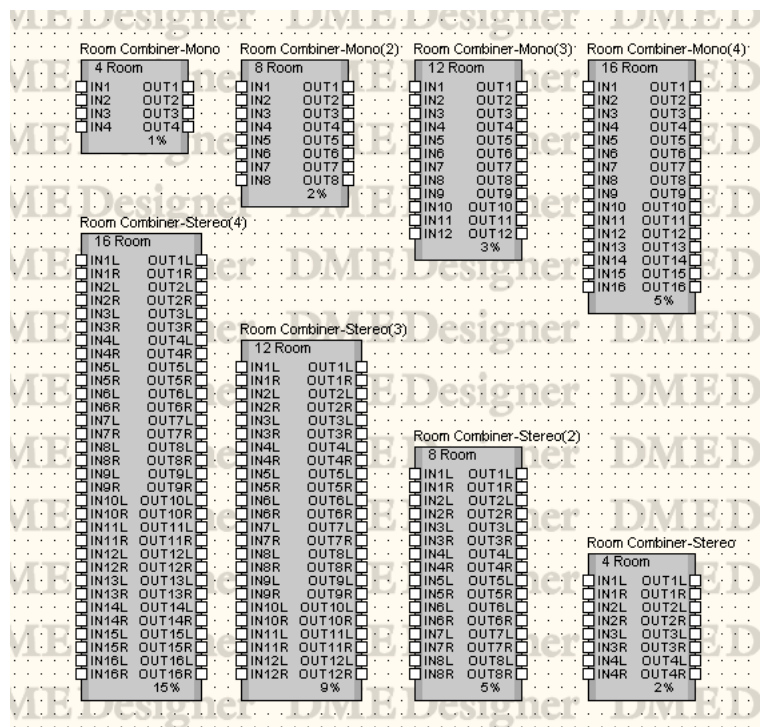 Room Combiner-Mono
4 Room
IN1 OUT1
IN2 OUT2
IN3 OUT3
IN4 OUT4
1%
Room Combiner-Mono(2)
8 Room
IN1 OUT1
IN2 OUT2
IN3 OUT3
IN4 OUT4
IN5 OUT5
IN6 OUT6
IN7 OUT7
IN8 OUT8
2%
Room Combiner-Mono(3)
12 Room
IN1 OUT1
IN2 OUT2
IN3 OUT3
IN4 OUT4
IN5 OUT5
IN6 OUT6
IN7 OUT7
IN8 OUT8
IN9 OUT9
IN10 OUT10
IN11 OUT11
IN12 OUT12
3%
Room Combiner-Mono(4)
16 Room
IN1 OUT1
IN2 OUT2
IN3 OUT3
IN4 OUT4
IN5 OUT5
IN6 OUT6
IN7 OUT7
IN8 OUT8
IN9 OUT9
IN10 OUT10
IN11 OUT11
IN12 OUT12
IN13 OUT13
IN14 OUT14
IN15 OUT15
IN16 OUT16
5%
Room Combiner-Stereo(4)
16 Room
IN1L OUT1L
IN1R OUT1R
IN2L OUT2L
IN2R OUT2R
IN3L OUT3L
IN3R OUT3R
IN4L OUT4L
IN4R OUT4R
IN5L OUT5L
IN5R OUT5R
IN6L OUT6L
IN6R OUT6R
IN7L OUT7L
IN7R OUT7R
IN8L OUT8L
IN8R OUT8R
IN9L OUT9L
IN9R OUT9R
IN10L OUT10L
IN10R OUT10R
IN11L OUT11L
IN11R OUT11R
IN12L OUT12L
IN12R OUT12R
IN13L OUT13L
IN13R OUT13R
IN14L OUT14L
IN14R OUT14R
IN15L OUT15L
IN15R OUT15R
IN16L OUT16L
IN16R OUT16R
15%
Room Combiner-Stereo(3)
12 Room
IN1L OUT1L
IN1R OUT1R
IN2L OUT2L
IN2R OUT2R
IN3L OUT3L
IN3R OUT3R
IN4L OUT4L
IN4R OUT4R
IN5L OUT5L
IN5R OUT5R
IN6L OUT6L
IN6R OUT6R
IN7L OUT7L
IN7R OUT7R
IN8L OUT8L
IN8R OUT8R
IN9L OUT9L
IN9R OUT9R
IN10L OUT10L
IN10R OUT10R
IN11L OUT11L
IN11R OUT11R
IN12L OUT12L
IN12R OUT12R
9%
Room Combiner-Stereo(2)
8 Room
IN1L OUT1L
IN1R OUT1R
IN2L OUT2L
IN2R OUT2R
IN3L OUT3L
IN3R OUT3R
IN4L OUT4L
IN4R OUT4R
IN5L OUT5L
IN5R OUT5R
IN6L OUT6L
IN6R OUT6R
IN7L OUT7L
IN7R OUT7R
IN8L OUT8L
IN8R OUT8R
5%
Room Combiner-Stereo
4 Room
IN1L OUT1L
IN1R OUT1R
IN2L OUT2L
IN2R OUT2R
IN3L OUT3L
IN3R OUT3R
IN4L OUT4L
IN4R OUT4R
2%
DME Designer